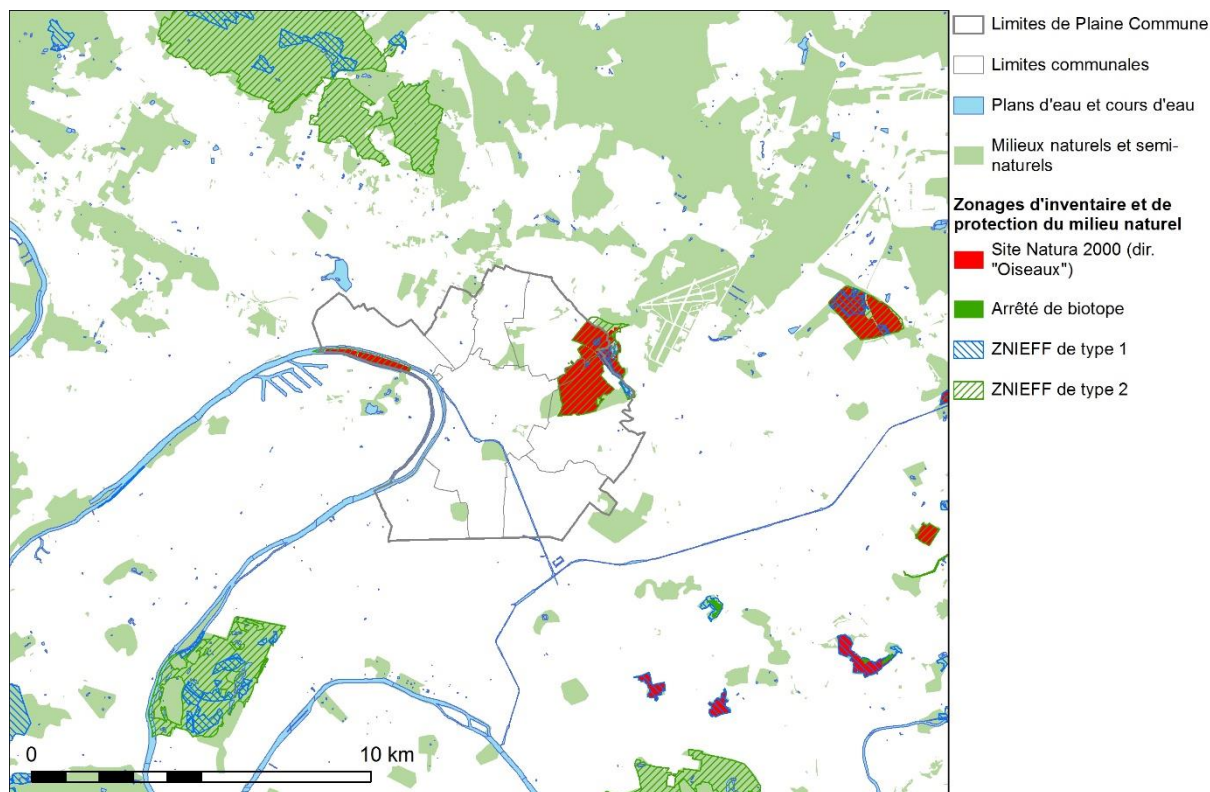 Limites de Plaine Commune
Limites communales
Plans d'eau et cours d'eau
Milieux naturels et semi-
naturels
Zonages d'inventaire et de
protection du milieu naturel
Site Natura 2000 (dir.
"Oiseaux")
Arrêté de biotope
ZNIEFF de type 1
ZNIEFF de type 2
0 10 km